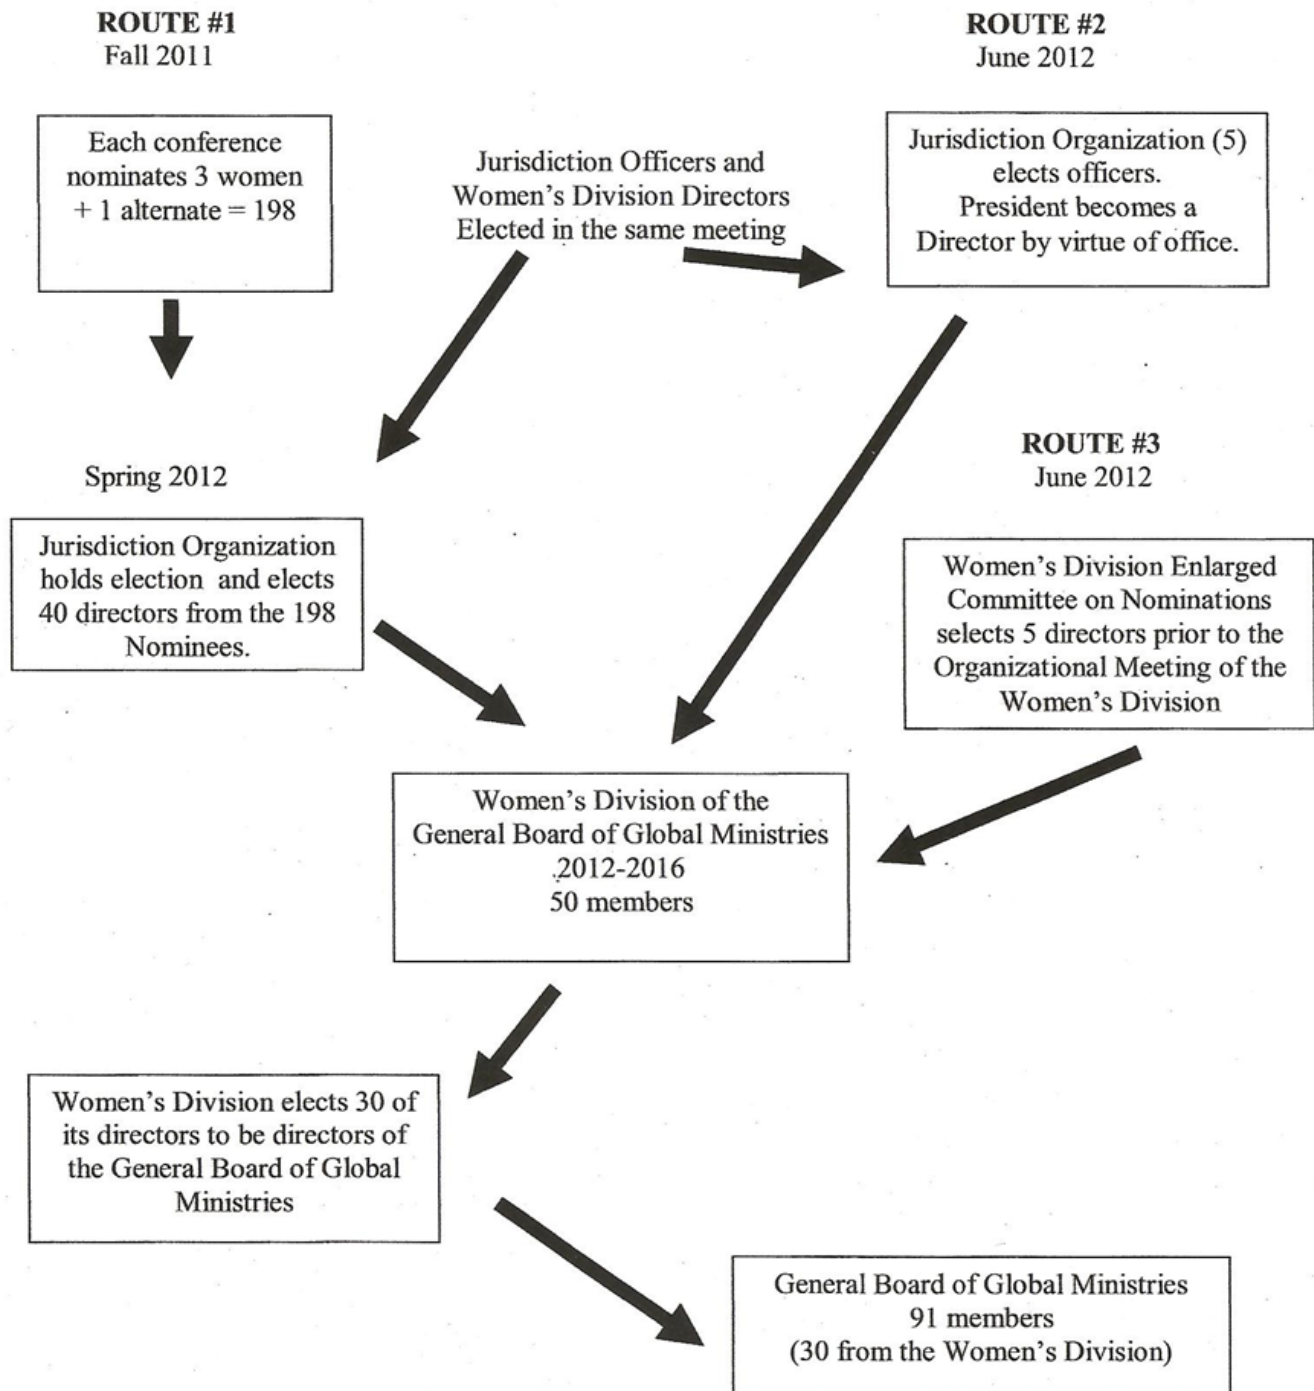 ROUTE #1
Fall 2011
Each conference
nominates 3 women
+ 1 alternate = 198
Jurisdiction Officers and
Women's Division Directors
Elected in the same meeting
ROUTE #2
June 2012
Jurisdiction Organization (5)
elects officers.
President becomes a
Director by virtue of office.
Spring 2012
Jurisdiction Organization
holds election and elects
40 directors from the 198
Nominees.
ROUTE #3
June 2012
Women's Division Enlarged
Committee on Nominations
selects 5 directors prior to the
Organizational Meeting of the
Women's Division
Women's Division of the
General Board of Global Ministries
2012-2016
50 members
Women's Division elects 30 of
its directors to be directors of
the General Board of Global
Ministries
General Board of Global Ministries
91 members
(30 from the Women's Division)